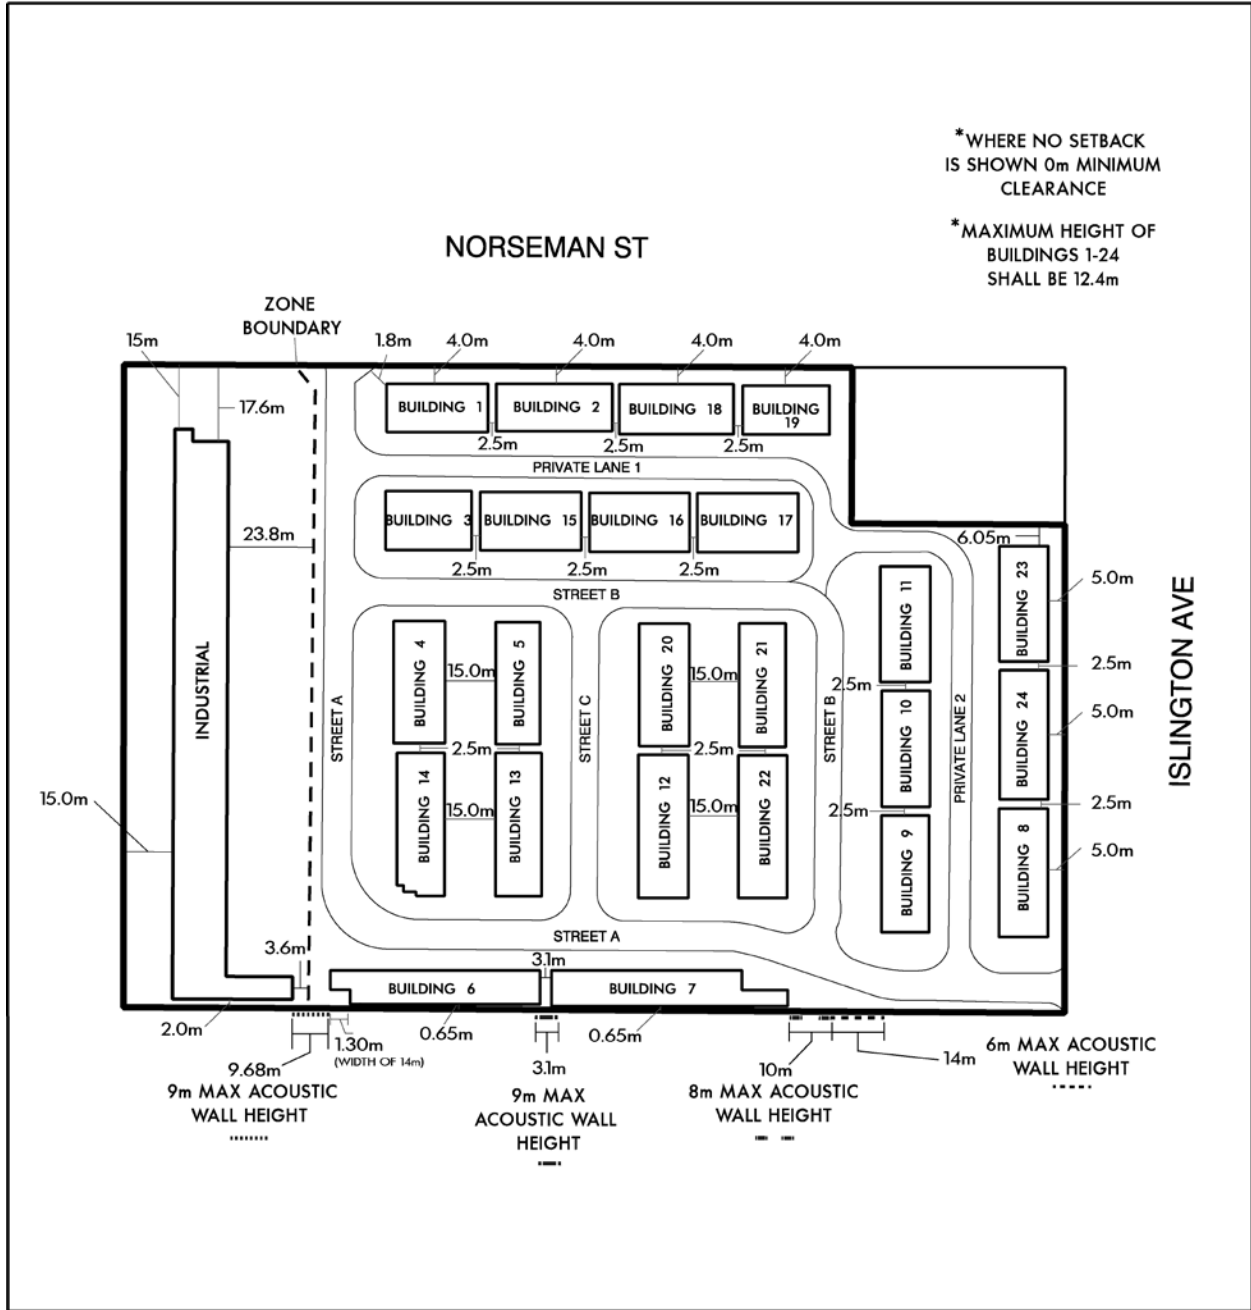 *WHERE NO SETBACK
IS SHOWN 0m MINIMUM
CLEARANCE
*MAXIMUM HEIGHT OF
BUILDINGS 1-24
SHALL BE 12.4m
NORSEMAN ST
ZONE
BOUNDARY
15m
1.8m
4.0m
4.0m
4.0m
4.0m
17.6m
BUILDING 1
BUILDING 2
BUILDING 18
BUILDING
19
2.5m
2.5m
2.5m
PRIVATE LANE 1
BUILDING 3
BUILDING 15
BUILDING 16
BUILDING 17
23.8m
6.05m
2.5m
2.5m
2.5m
STREET B
BUILDING 11
BUILDING 23
5.0m
ISLINGTON AVE
INDUSTRIAL
STREET A
BUILDING 4
15.0m
BUILDING 5
STREET C
BUILDING 20
15.0m
BUILDING 21
STREET B
2.5m
2.5m
BUILDING 10
PRIVATE LANE 2
BUILDING 24
5.0m
2.5m
2.5m
15.0m
BUILDING 14
15.0m
BUILDING 13
BUILDING 12
15.0m
BUILDING 22
2.5m
2.5m
BUILDING 9
BUILDING 8
5.0m
STREET A
3.6m
3.1m
BUILDING 6
BUILDING 7
2.0m
1.30m
(WIDTH OF 14m)
0.65m
0.65m
9.68m
3.1m
10m
14m
6m MAX ACOUSTIC
WALL HEIGHT
9m MAX ACOUSTIC
WALL HEIGHT
9m MAX
ACOUSTIC WALL
HEIGHT
8m MAX ACOUSTIC
WALL HEIGHT